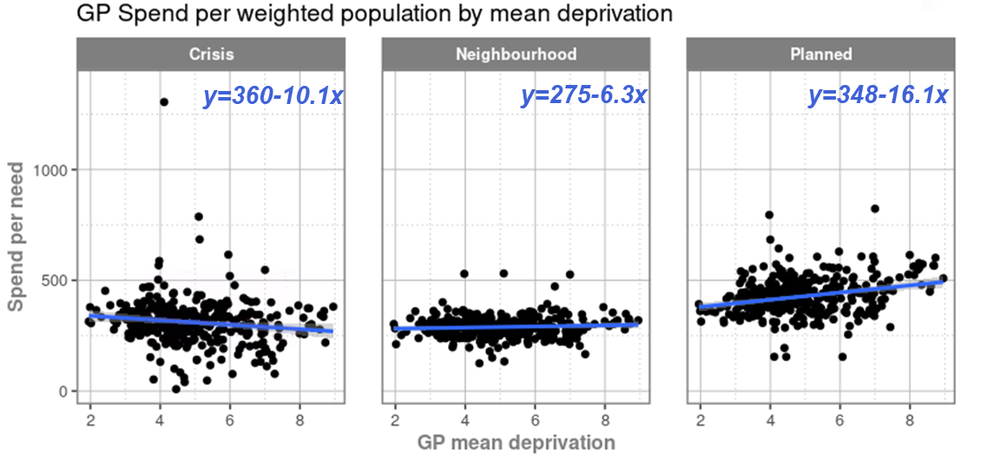 GP Spend per weighted population by mean deprivation
Crisis
Neighbourhood
Planned
y=360-10.1x
y=275-6.3x
y=348-16.1x
Spend per need
1000
500
0
2 4 6 8
2 4 6 8
2 4 6 8
GP mean deprivation